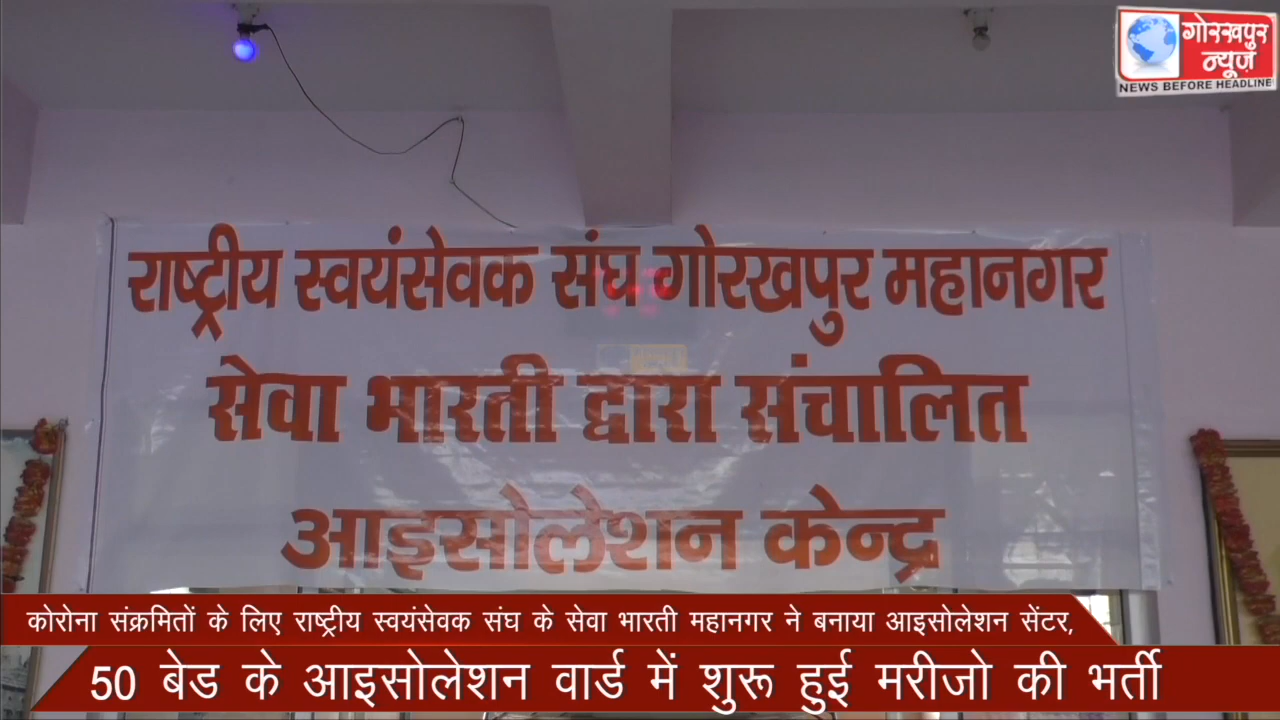 गोरखपुर
न्यूज़
NEWS BEFORE HEADLINE
राष्ट्रीय स्वयंसेवक संघ गोरखपुर महानगर
सेवा भारती द्वारा संचालित
आइसोलेशन केन्द्र
कोरोना संक्रमितों के लिए राष्ट्रीय स्वयंसेवक संघ के सेवा भारती महानगर ने बनाया आइसोलेशन सेंटर,
50 बेड के आइसोलेशन वार्ड में शुरू हुई मरीजो की भर्ती